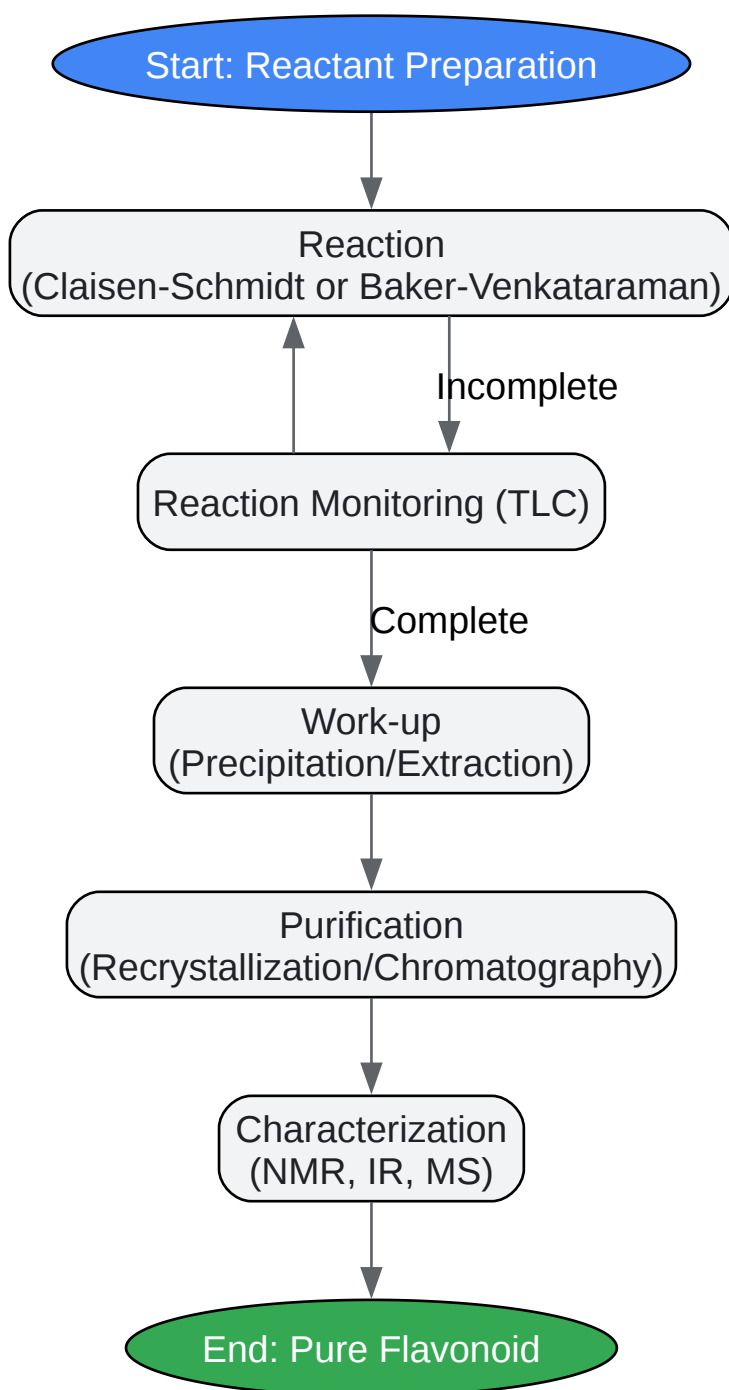 Start: Reactant Preparation
Reaction
(Claisen-Schmidt or Baker-Venkataraman)
Incomplete
Reaction Monitoring (TLC)
Complete
Work-up
(Precipitation/Extraction)
Purification
(Recrystallization/Chromatography)
Characterization
(NMR, IR, MS)
End: Pure Flavonoid